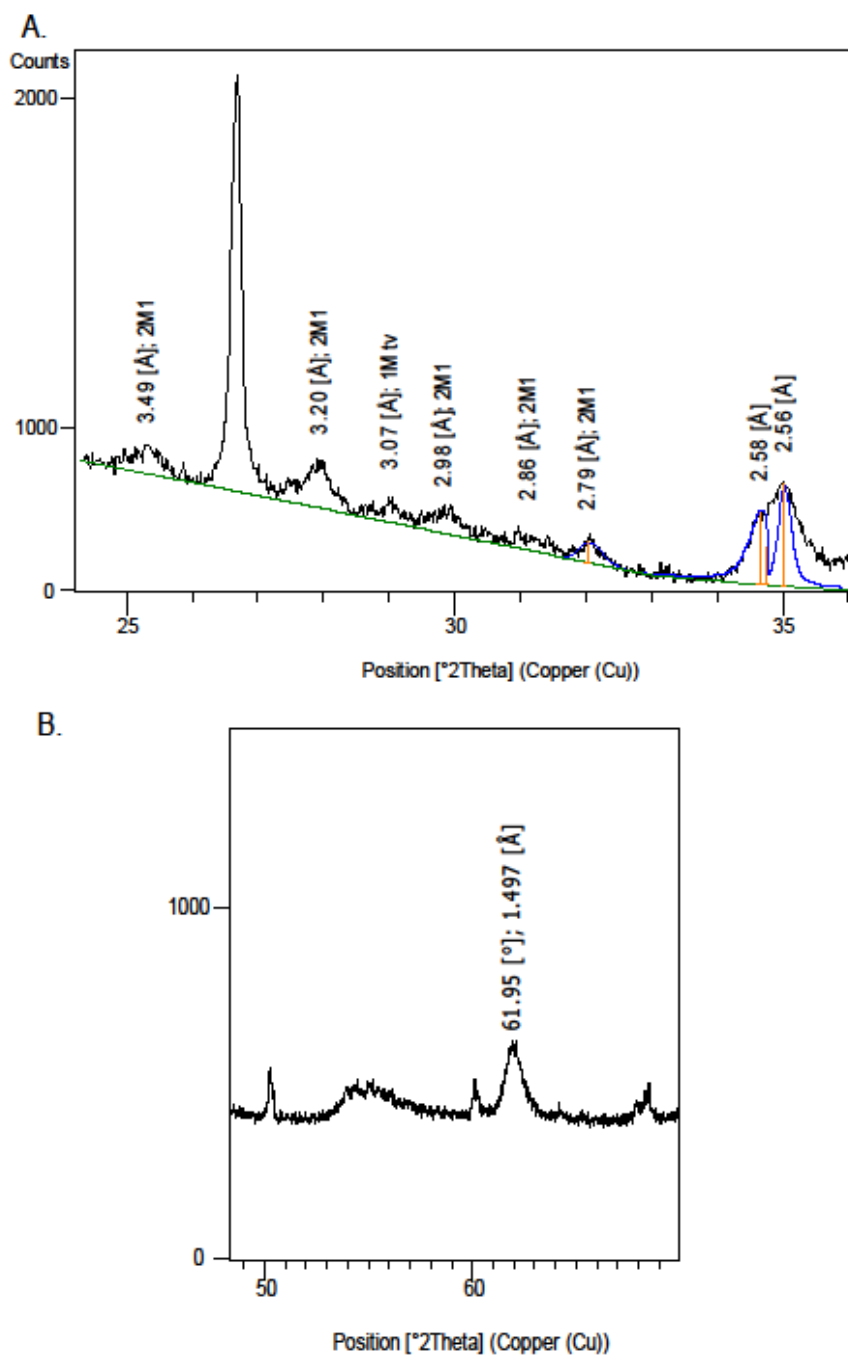 A.
Counts
2000
1000
0
3.49 [Å]; 2M1
3.20 [Å]; 2M1
3.07 [Å]; 1M tv
2.98 [Å], 2M1
2.86 [Å]; 2M1
2.79 [Å]; 2M1
2.58 [Å]
2.56 [Å]
25
30
35
Position [°2Theta] (Copper (Cu))
B.
1000
0
61.95 [°]; 1.497 [Å]
50
60
Position [°2Theta] (Copper (Cu))